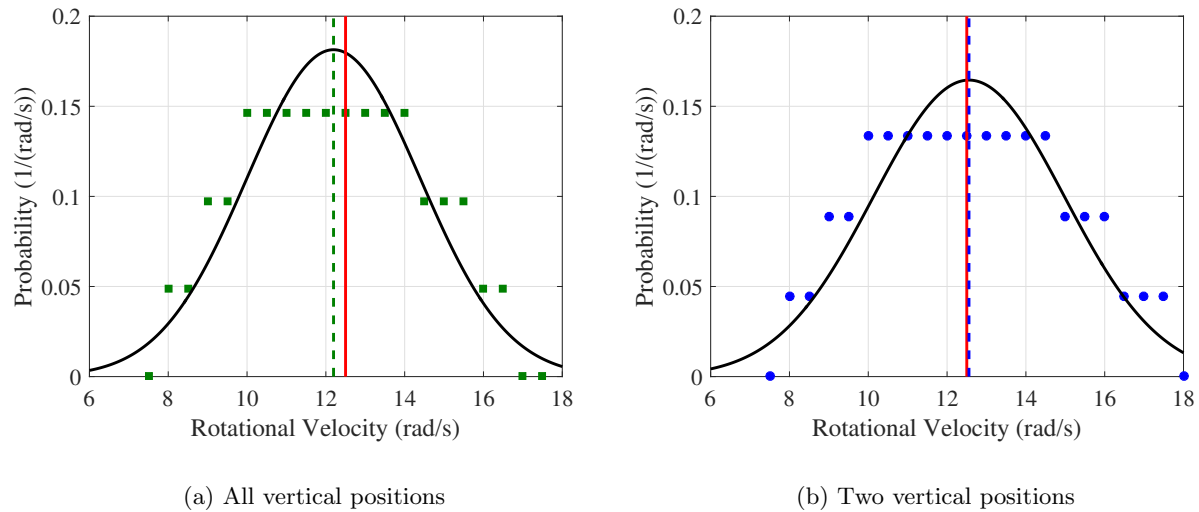 0.2
0.15
0.1
0.05
0
Probability (1/(rad/s))
6 8 10 12 14 16 18
Rotational Velocity (rad/s)
(a) All vertical positions
0.2
0.15
0.1
0.05
0
Probability (1/(rad/s))
6 8 10 12 14 16 18
Rotational Velocity (rad/s)
(b) Two vertical positions